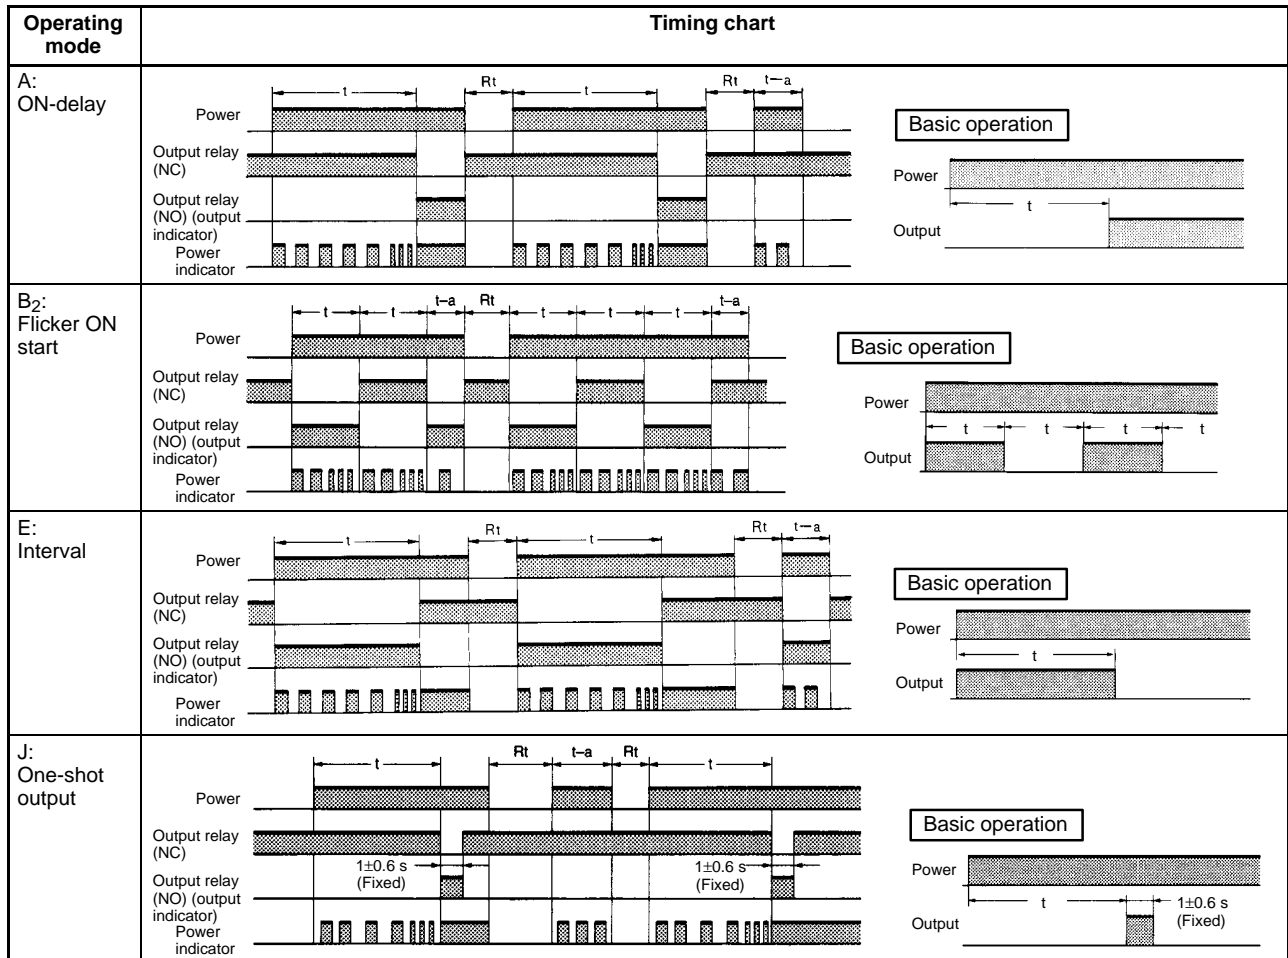 Operating mode
Timing chart
A:
ON-delay
Rt
Rt
t–a
t
t
Power
Output relay
(NC)
Output relay
(NO) (output
indicator)
Power
indicator
Basic operation
Power
t
Output
B2:
Flicker ON
start
t–a
Rt
t–a
t
t
t
t
t
Power
Output relay
(NC)
Output relay
(NO) (output
indicator)
Power
indicator
Basic operation
Power
t
t
t
t
Output
E:
Interval
Rt
Rt
t–a
t
t
Power
Output relay
(NC)
Output relay
(NO) (output
indicator)
Power
indicator
Basic operation
Power
t
Output
J:
One-shot
output
Rt
t–a
Rt
t
t
Power
Output relay
(NC)
1±0.6 s
(Fixed)
1±0.6 s
(Fixed)
Output relay
(NO) (output
indicator)
Power
indicator
Basic operation
Power
t
1±0.6 s
(Fixed)
Output